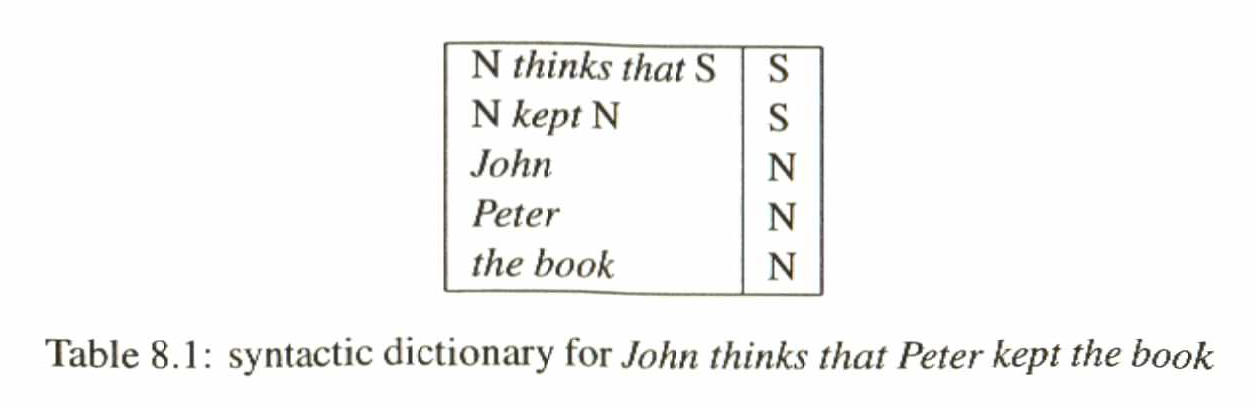 N thinks that S S
N kept N S
John N
Peter N
the book N
Table 8.1: syntactic dictionary for John thinks that Peter kept the book